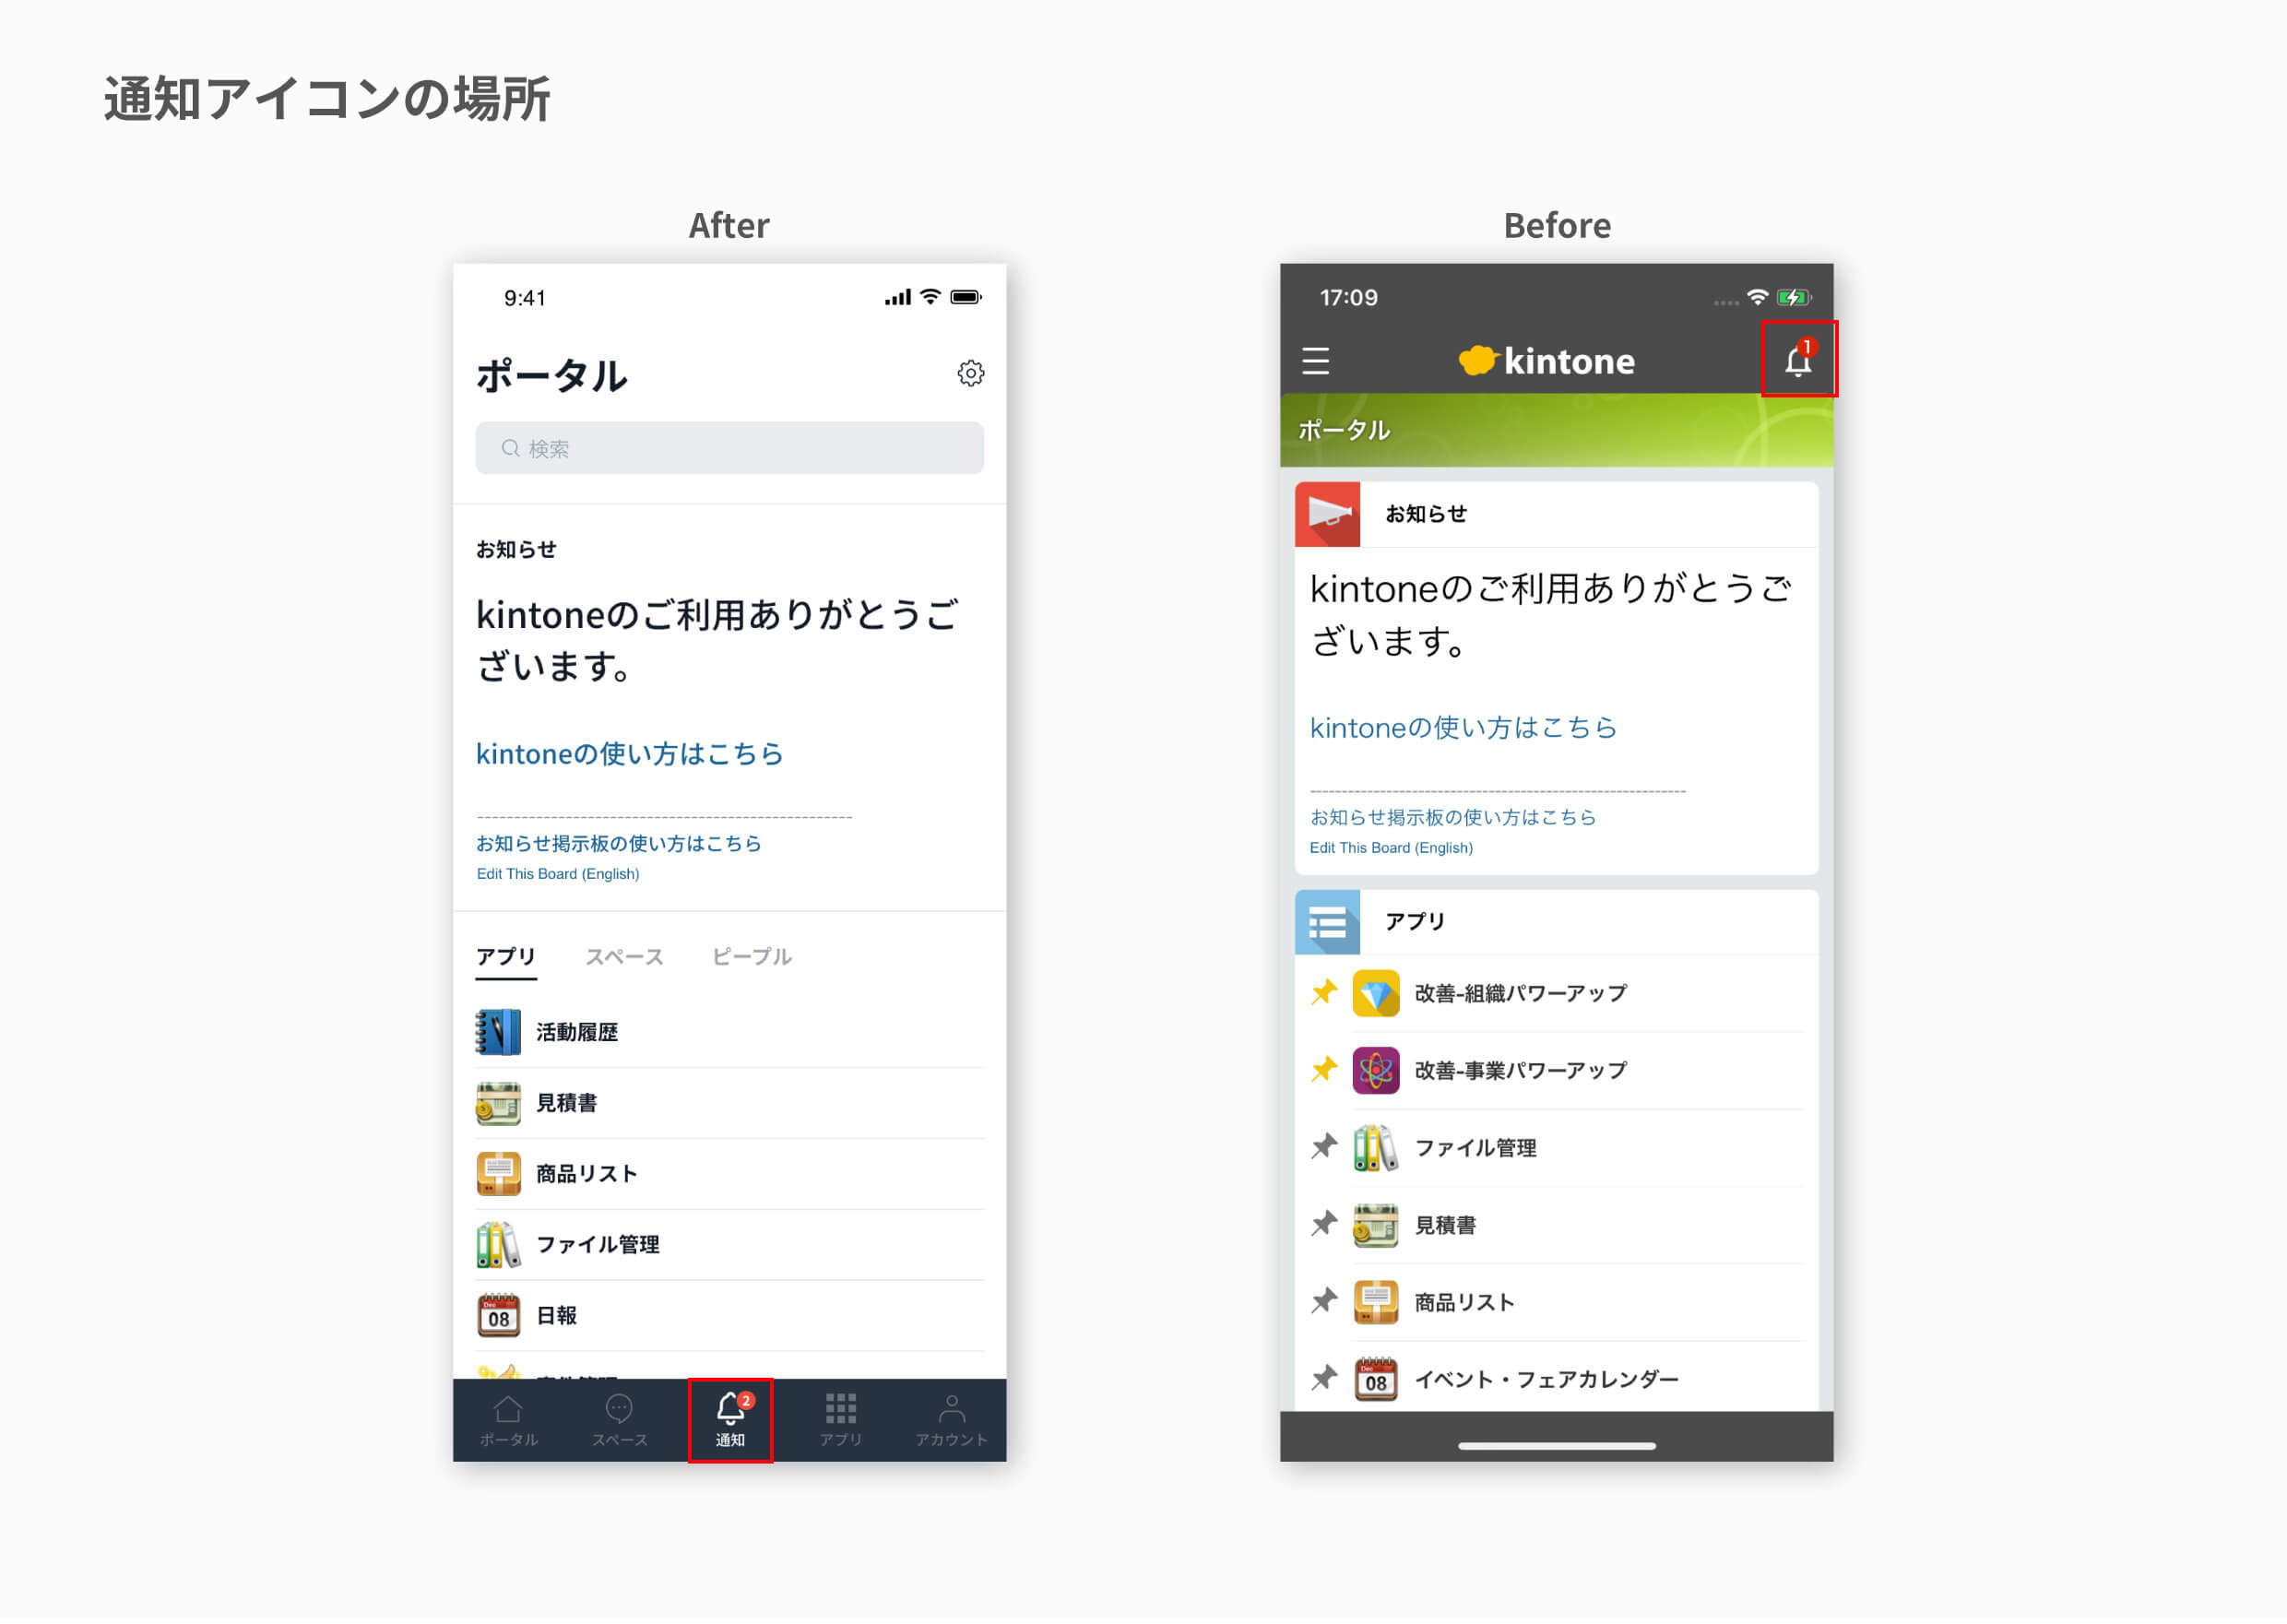 通知アイコンの場所
After
9:41
ポータル
検索
お知らせ
kintoneのご利用ありがとうご
ざいます。
kintoneの使い方はこちら
---------------------------------------------------
お知らせ掲示板の使い方はこちら
Edit This Board (English)
アプリ スペース ピープル
活動履歴
見積書
商品リスト
ファイル管理
Dec
08
日報
2
ポータル スペース 通知 アプリ アカウント
Before
17:09
kintone
1
ポータル
お知らせ
kintoneのご利用ありがとうご
ざいます。
kintoneの使い方はこちら
---------------------------------------------------
お知らせ掲示板の使い方はこちら
Edit This Board (English)
アプリ
改善-組織パワーアップ
改善-事業パワーアップ
ファイル管理
見積書
商品リスト
Dec
08
イベント・フェアカレンダー